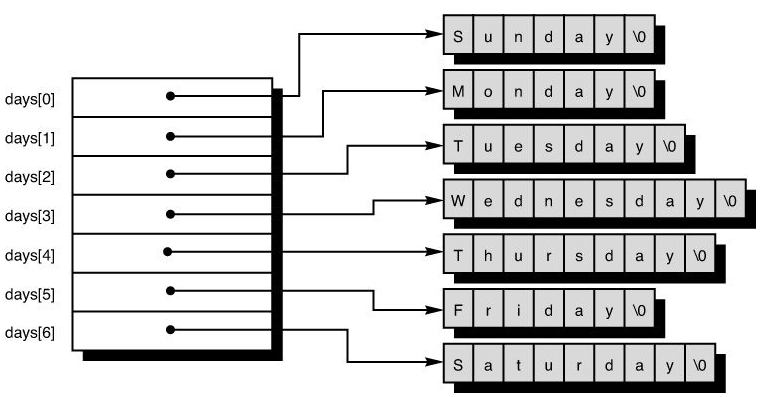 days[0] S u n d a y \0
days[1] M o n d a y \0
days[2] T u e s d a y \0
days[3] W e d n e s d a y \0
days[4] T h u r s d a y \0
days[5] F r i d a y \0
days[6] S a t u r d a y \0